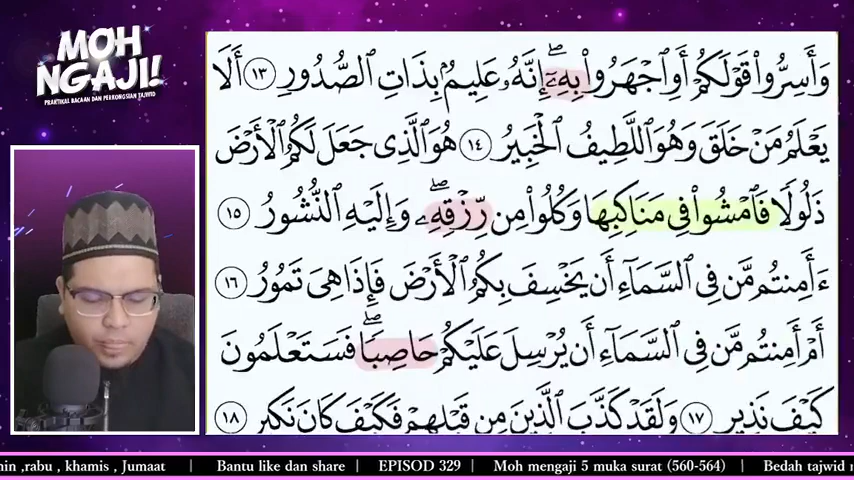 MOH
NGAJI!
PRAKTIKAL BACAAN DAN PERKONGSIAN TAJWID
وَأَسِرُّوا۟ قَوْلَكُمْ أَوِ ٱجْهَرُوا۟ بِهِۦٓ ۖ إِنَّهُۥ عَلِيمٌۢ بِذَاتِ ٱلصُّدُورِ ١٣ أَلَا
يَعْلَمُ مَنْ خَلَقَ وَهُوَ ٱللَّطِيفُ ٱلْخَبِيرُ ١٤ هُوَ ٱلَّذِى جَعَلَ لَكُمُ ٱلْأَرْضَ
ذَلُولًا فَٱمْشُوا۟ فِى مَنَاكِبِهَا وَكُلُوا۟ مِن رِّزْقِهِۦ ۖ وَإِلَيْهِ ٱلنُّشُورُ ١٥
ءَأَمِنتُم مَّن فِى ٱلسَّمَآءِ أَن يَخْسِفَ بِكُمُ ٱلْأَرْضَ فَإِذَا هِىَ تَمُورُ ١٦
أَمْ أَمِنتُم مَّن فِى ٱلسَّمَآءِ أَن يُرْسِلَ عَلَيْكُمْ حَاصِبًا ۖ فَسَتَعْلَمُونَ
كَيْفَ نَذِيرِ ١٧ وَلَقَدْ كَذَّبَ ٱلَّذِينَ مِن قَبْلِهِمْ فَكَيْفَ كَانَ نَكِيرِ ١٨
,rabu , khamis , Jumaat | Bantu like dan share | EPISOD 329 | Moh mengaji 5 muka surat (560-564) | Bedah tajwid